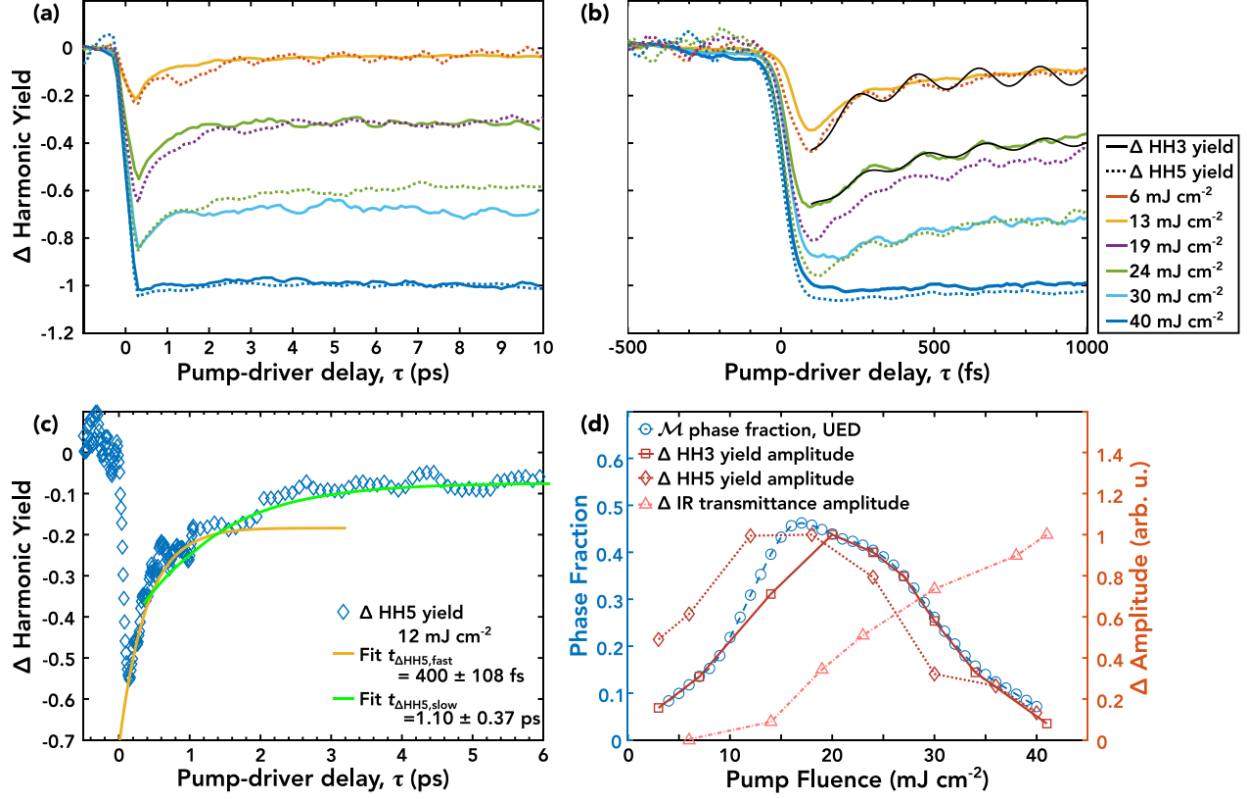 (a)
0
-0.2
-0.4
-0.6
-0.8
-1
-1.2
Δ Harmonic Yield
0 1 2 3 4 5 6 7 8 9 10
Pump-driver delay, τ (ps)
(b)
-500 0 500 1000
Pump-driver delay, τ (fs)
Δ HH3 yield
Δ HH5 yield
6 mJ cm-2
13 mJ cm-2
19 mJ cm-2
24 mJ cm-2
30 mJ cm-2
40 mJ cm-2
(c)
0
-0.1
-0.2
-0.3
-0.4
-0.5
-0.6
-0.7
Δ Harmonic Yield
Δ HH5 yield
12 mJ cm-2
Fit tΔHH5,fast
= 400 ± 108 fs
Fit tΔHH5,slow
=1.10 ± 0.37 ps
0 1 2 3 4 5 6
Pump-driver delay, τ (ps)
(d)
ℳ phase fraction, UED
Δ HH3 yield amplitude
Δ HH5 yield amplitude
Δ IR transmittance amplitude
0.6
0.5
0.4
0.3
0.2
0.1
0
Phase Fraction
1.4
1.2
1
0.8
0.6
0.4
0.2
0
Δ Amplitude (arb. u.)
0 10 20 30 40
Pump Fluence (mJ cm-2)